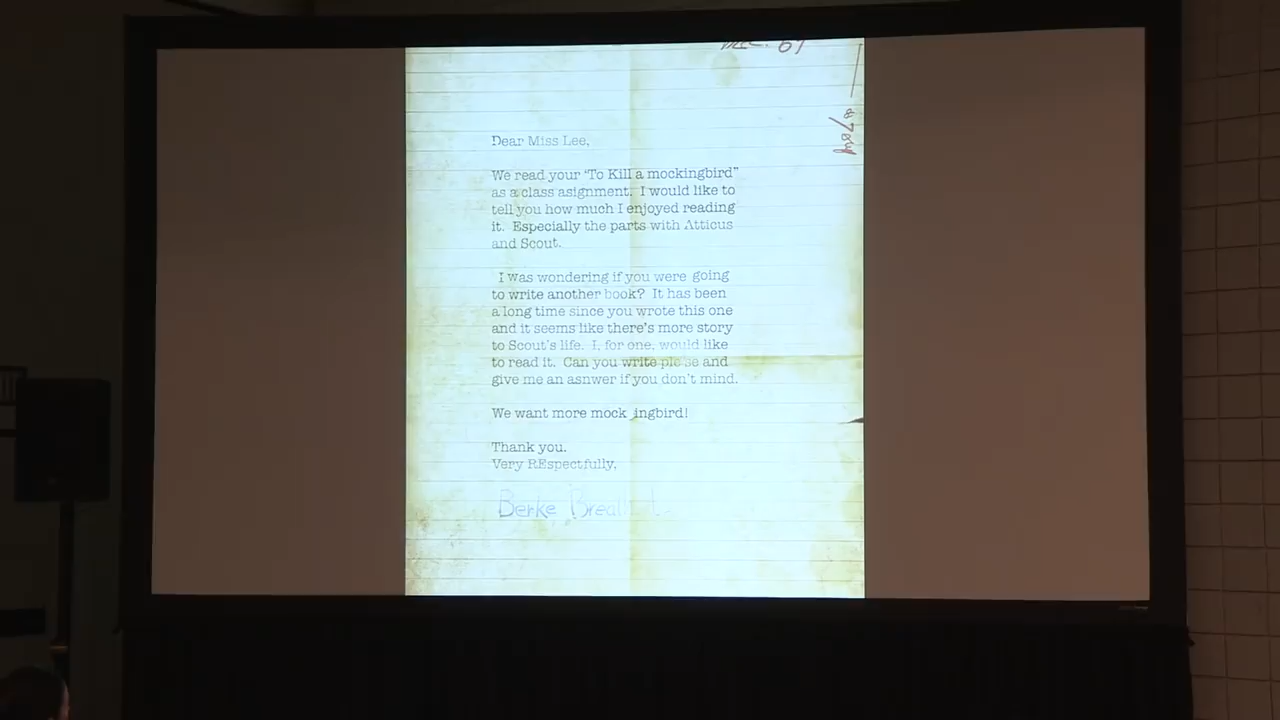 Dear Miss Lee,
We read your "To Kill a mockingbird"
as a class asignment. I would like to
tell you how much I enjoyed reading
it. Especially the parts with Atticus
and Scout.
I was wondering if you were going
to write another book? It has been
a long time since you wrote this one
and it seems like there's more story
to Scout's life. I, for one, would like
to read it. Can you write please and
give me an asnwer if you don't mind.
We want more mock ingbird!
Thank you.
Very REspectfully,
Berke